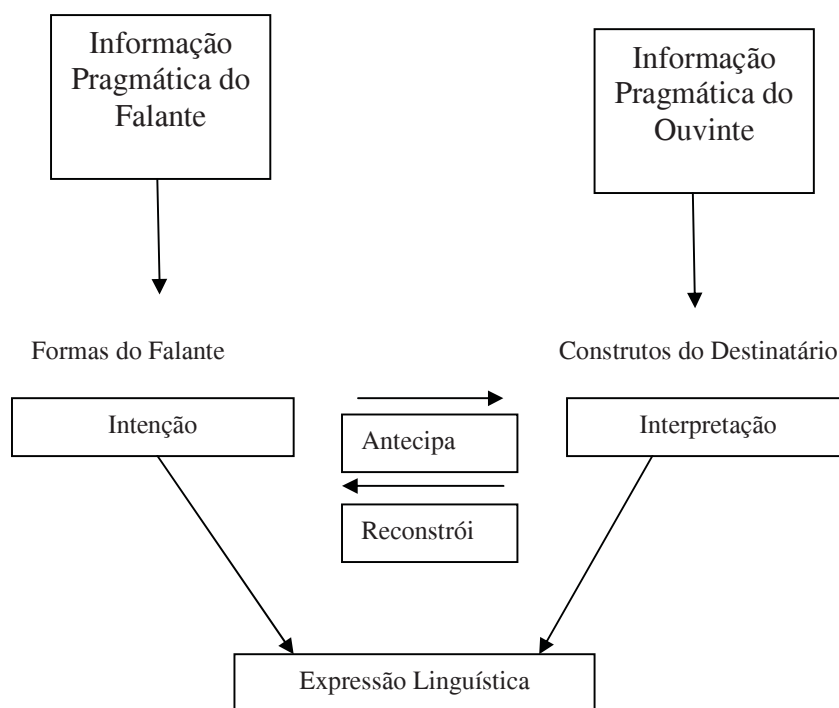 Informação
Pragmática do
Falante
Informação
Pragmática do
Ouvinte
Formas do Falante
Construtos do Destinatário
Intenção
Antecipa
Interpretação
Reconstrói
Expressão Linguística